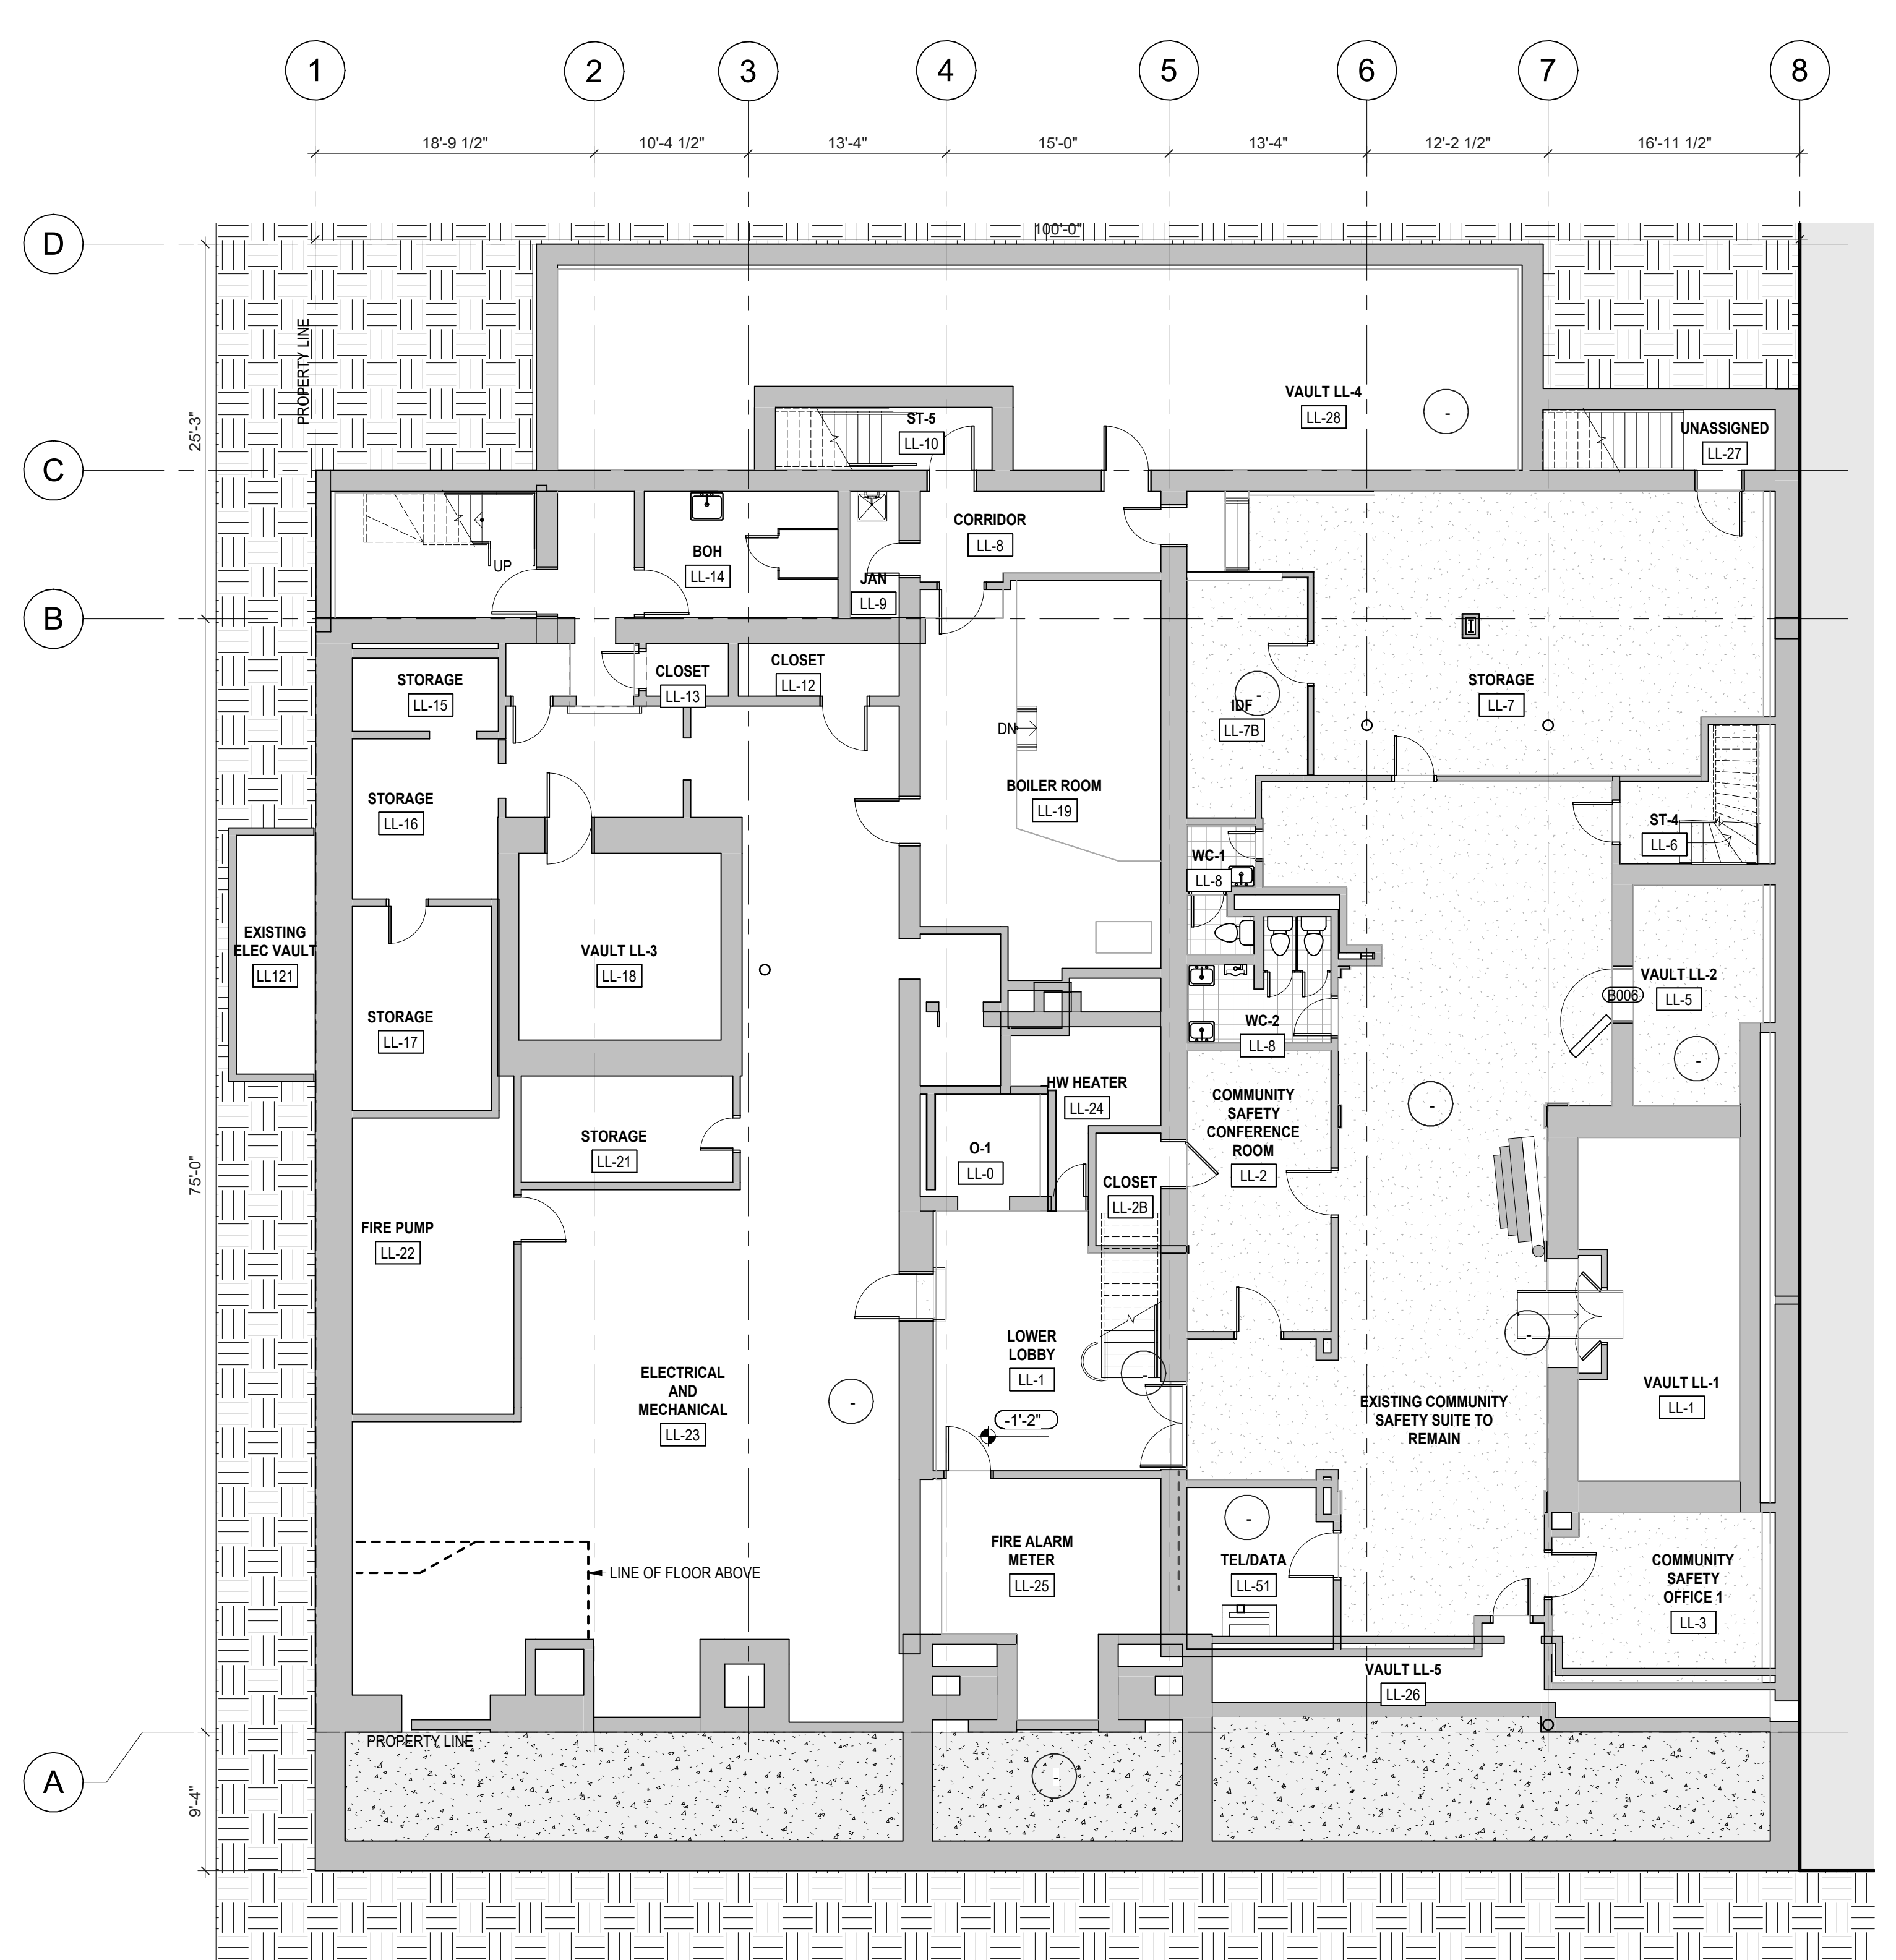 1
2
3
4
5
6
7
8
18'-9 1/2"
10'-4 1/2"
13'-4"
15'-0"
13'-4"
12'-2 1/2"
16'-11 1/2"
100'-0"
D
C
B
A
25'-3"
75'-0"
9'-4"
PROPERTY LINE
VAULT LL-4
LL-28
-
ST-5
LL-10
UNASSIGNED
LL-27
UP
BOH
LL-14
JAN
LL-9
CORRIDOR
LL-8
STORAGE
LL-15
CLOSET
LL-13
CLOSET
LL-12
IDF
LL-7B
-
STORAGE
LL-7
DN
STORAGE
LL-16
BOILER ROOM
LL-19
ST-4
LL-6
WC-1
LL-8
EXISTING
ELEC VAULT
LL121
VAULT LL-3
LL-18
VAULT LL-2
LL-5
B006
-
STORAGE
LL-17
WC-2
LL-8
HW HEATER
LL-24
COMMUNITY
SAFETY
CONFERENCE
ROOM
LL-2
-
STORAGE
LL-21
O-1
LL-0
CLOSET
LL-2B
FIRE PUMP
LL-22
LOWER
LOBBY
LL-1
-
-
ELECTRICAL
AND
MECHANICAL
LL-23
-
-1'-2"
EXISTING COMMUNITY
SAFETY SUITE TO
REMAIN
VAULT LL-1
LL-1
LINE OF FLOOR ABOVE
FIRE ALARM
METER
LL-25
-
TEL/DATA
LL-51
COMMUNITY
SAFETY
OFFICE 1
LL-3
VAULT LL-5
LL-26
PROPERTY LINE
-